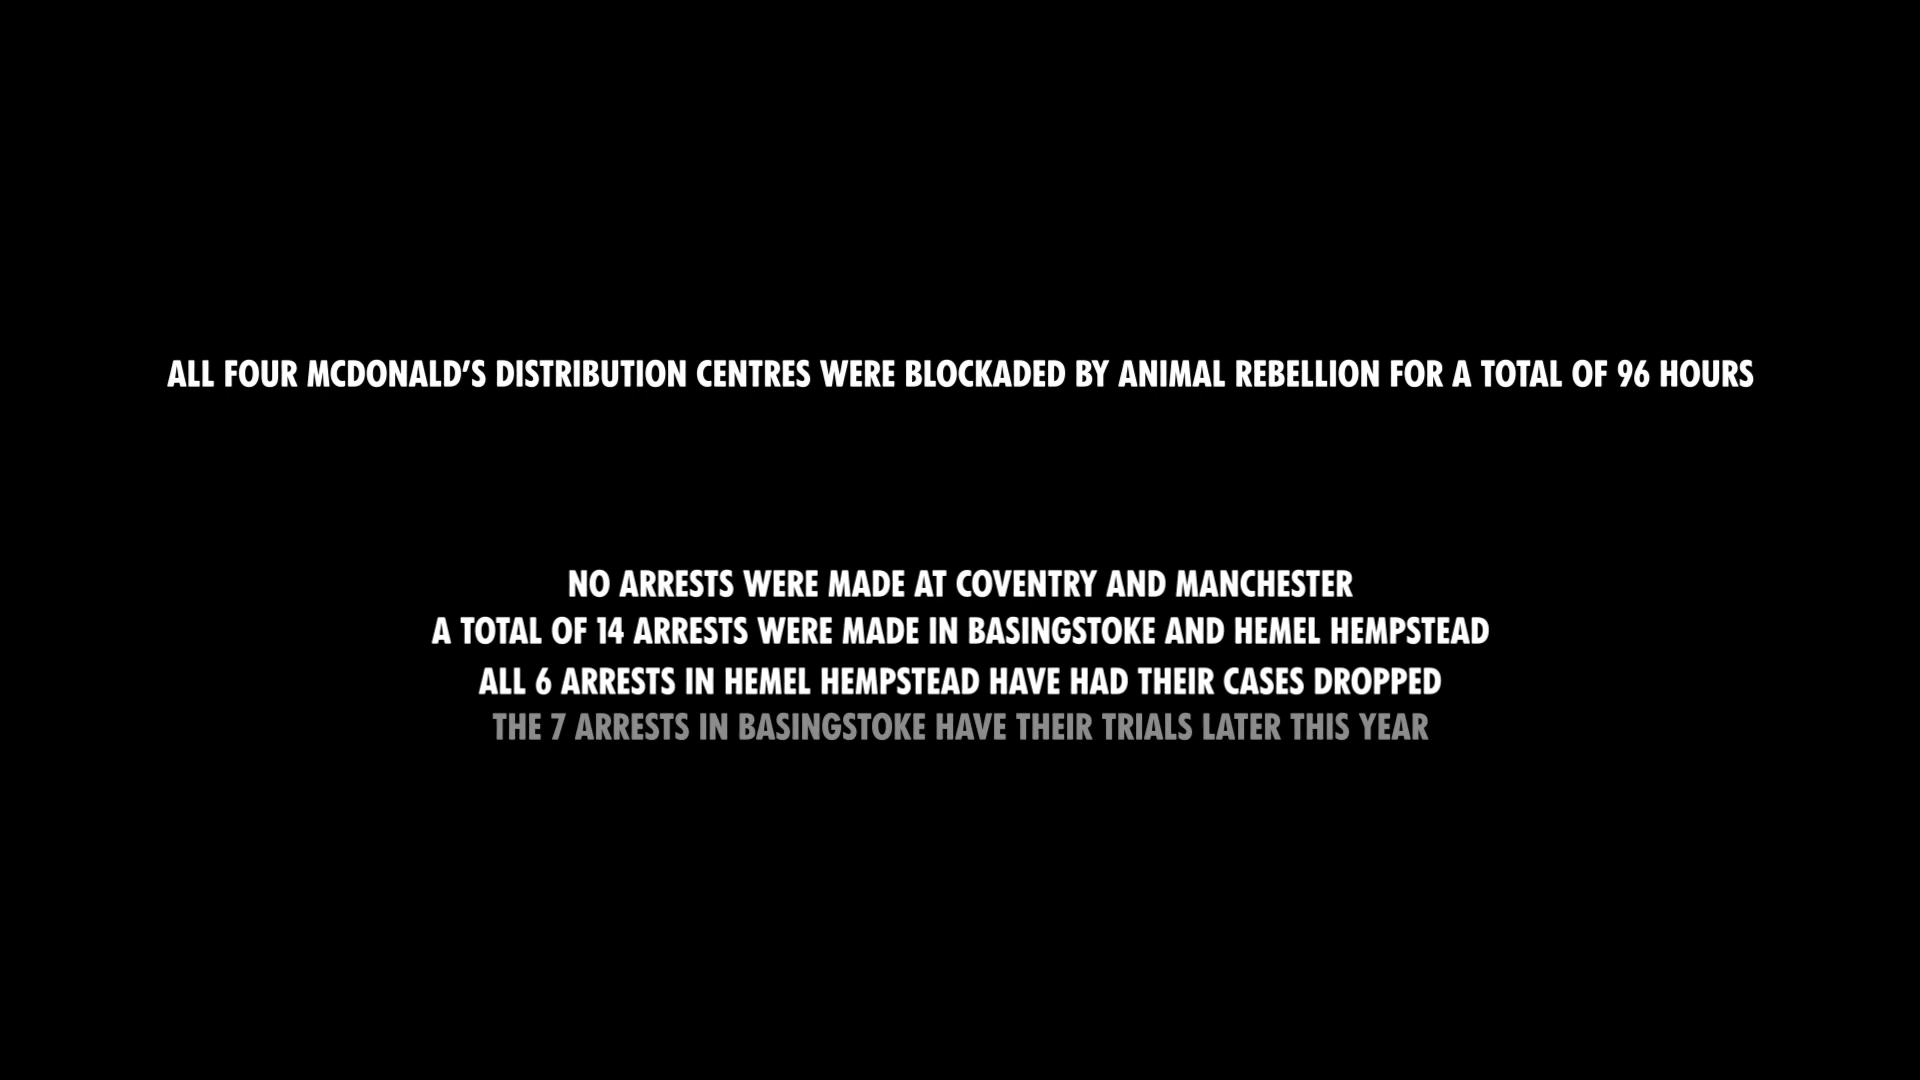 ALL FOUR MCDONALD’S DISTRIBUTION CENTRES WERE BLOCKADED BY ANIMAL REBELLION FOR A TOTAL OF 96 HOURS
NO ARRESTS WERE MADE AT COVENTRY AND MANCHESTER
A TOTAL OF 14 ARRESTS WERE MADE IN BASINGSTOKE AND HEMEL HEMPSTEAD
ALL 6 ARRESTS IN HEMEL HEMPSTEAD HAVE HAD THEIR CASES DROPPED
THE 7 ARRESTS IN BASINGSTOKE HAVE THEIR TRIALS LATER THIS YEAR